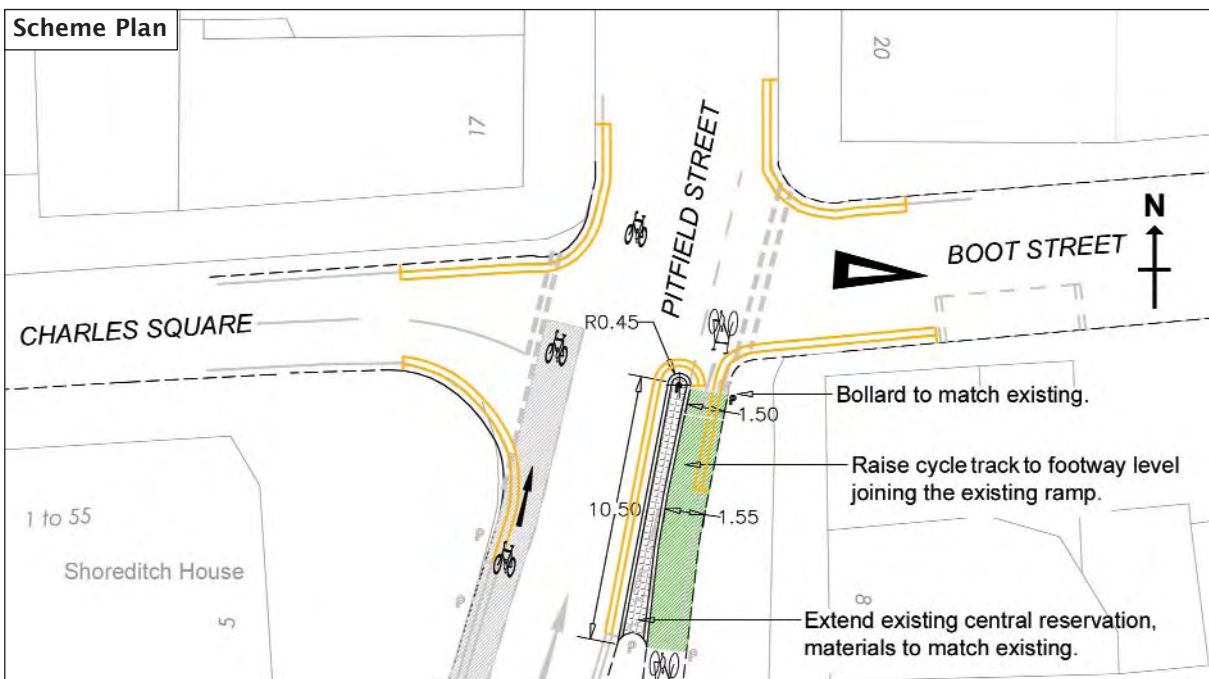 Scheme Plan
20
17
PITFIELD STREET
N
BOOT STREET
CHARLES SQUARE
R0.45
Bollard to match existing.
1.50
Raise cycle track to footway level
joining the existing ramp.
10.50
1.55
1 to 55
Shoreditch House
5
8
Extend existing central reservation,
materials to match existing.